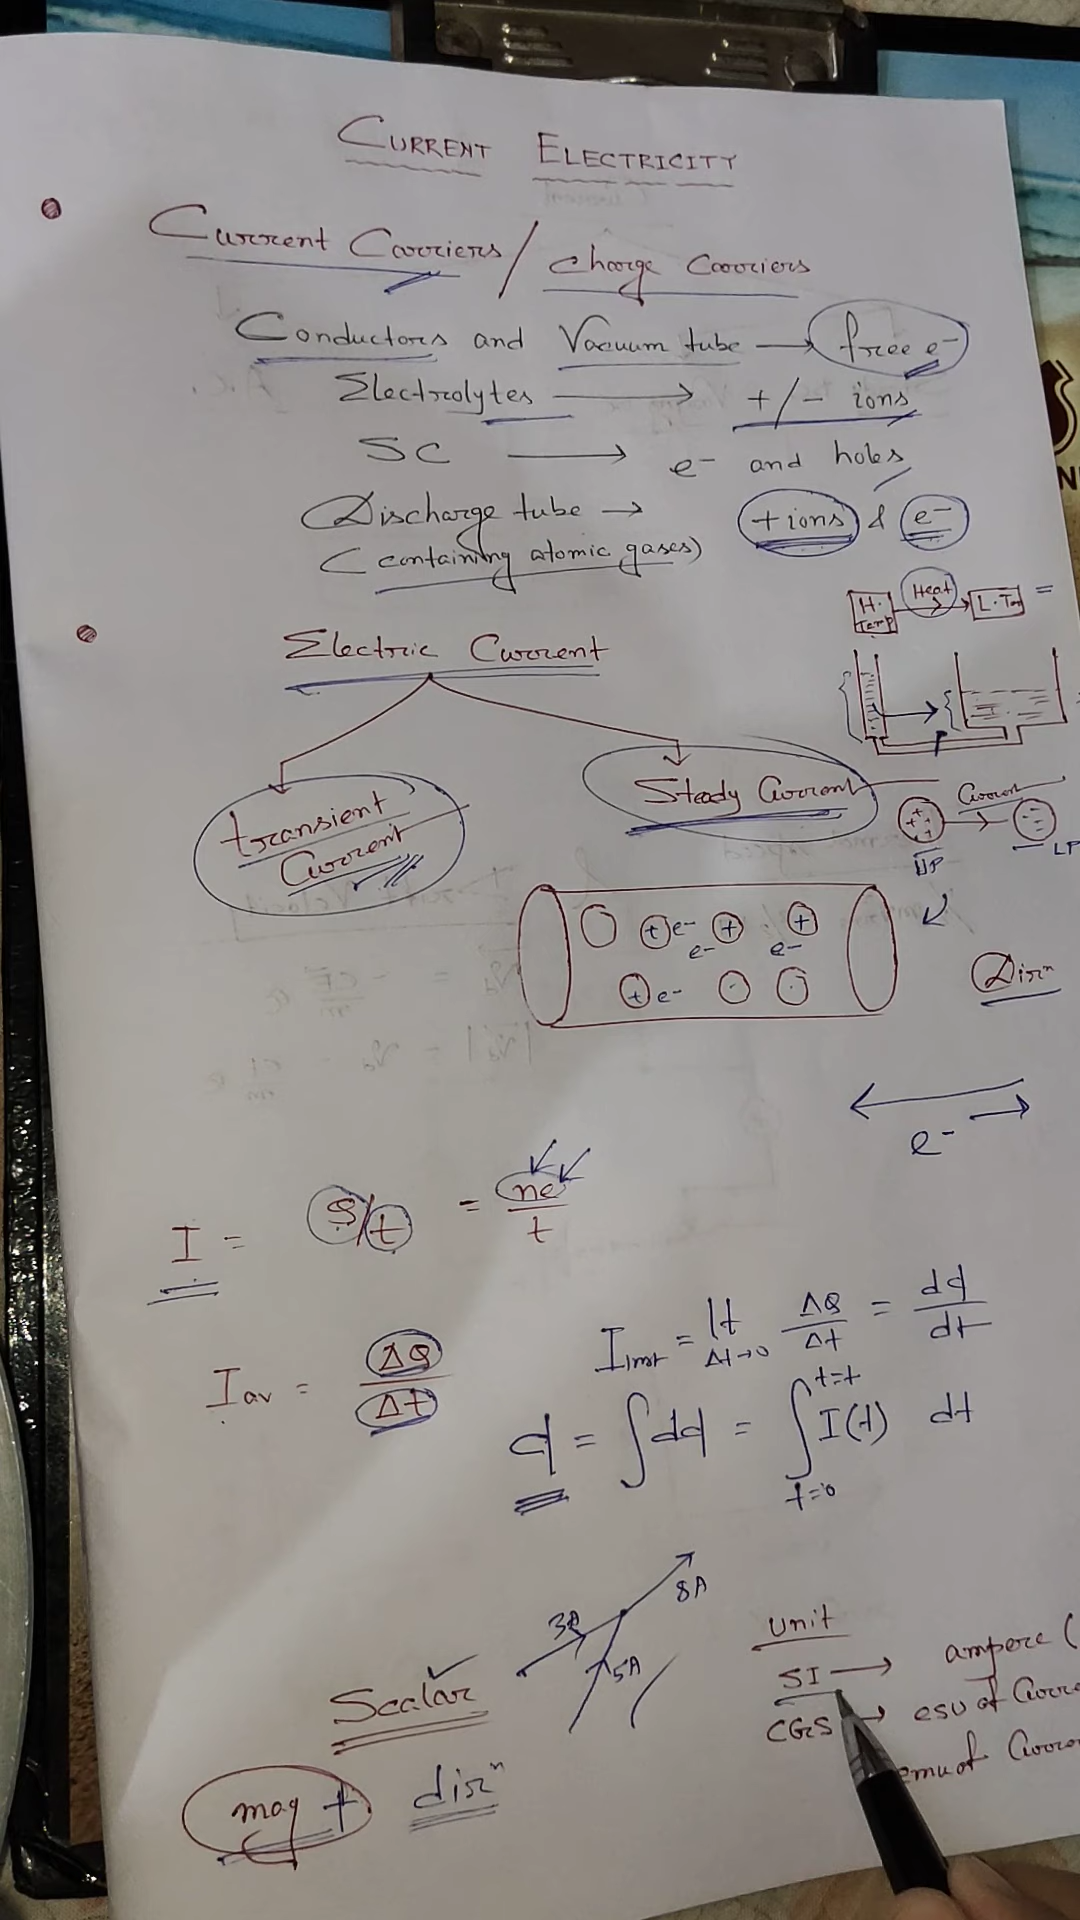 CURRENT ELECTRICITY
Current Carriers / Charge Carriers
Conductors and Vacuum tube → free e-
Electrolytes → +/- ions
SC → e- and holes
Discharge tube → + ions & e-
(containing atomic gases)
H. Temp Heat L. =
Electric Current
transient Current
Steady Current
Current
HP LP
+ e- + e- + e-
+ e-
Dirⁿ
e-
I = Q/t = ne/t
Iav = ΔQ/Δt
Iinst = lt Δt→0 ΔQ/Δt = dq/dt
q = ∫dq = ∫ t=0 t=t I(t) dt
3A 8A
5A
Scalar
mag + dirⁿ
Unit
SI → ampere (
CGS → esu of
emu of